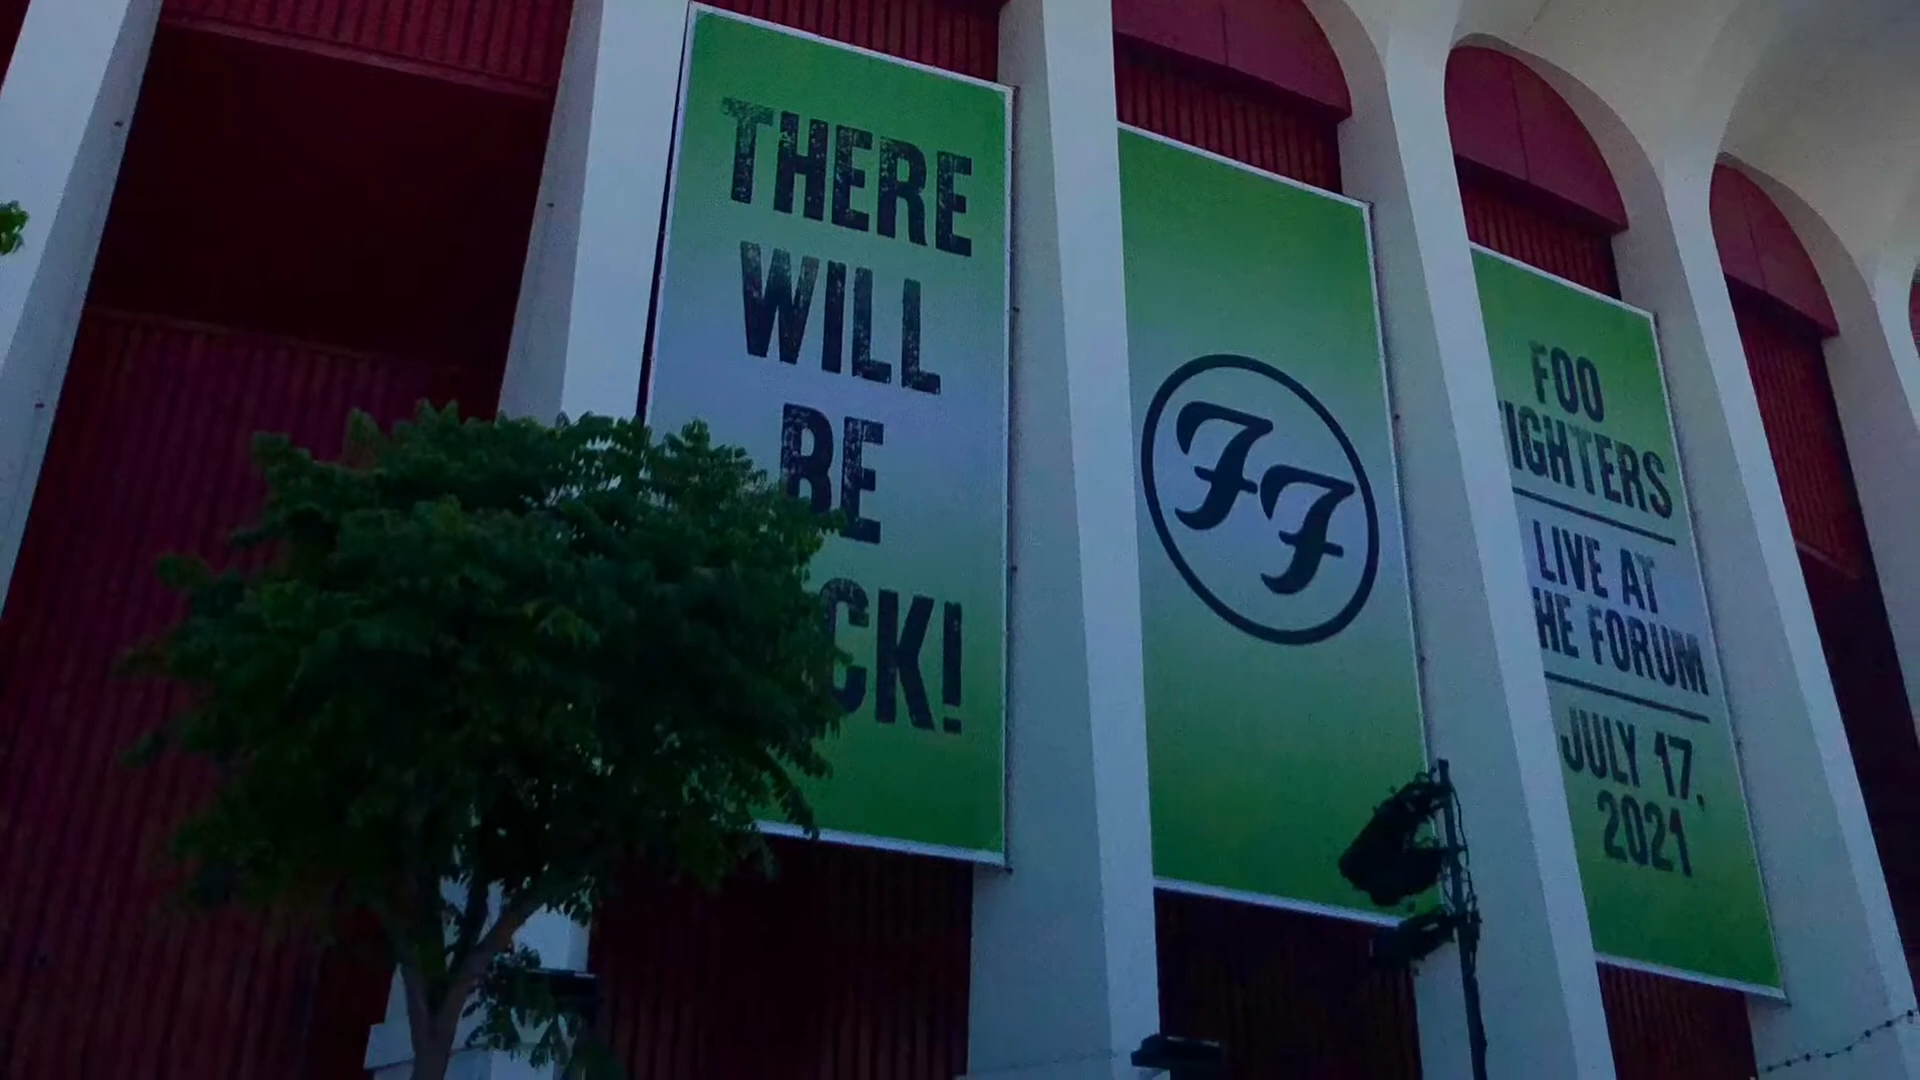 THERE
WILL
BE
CK!
FF
FOO
IGHTERS
LIVE AT
HE FORUM
JULY 17,
2021